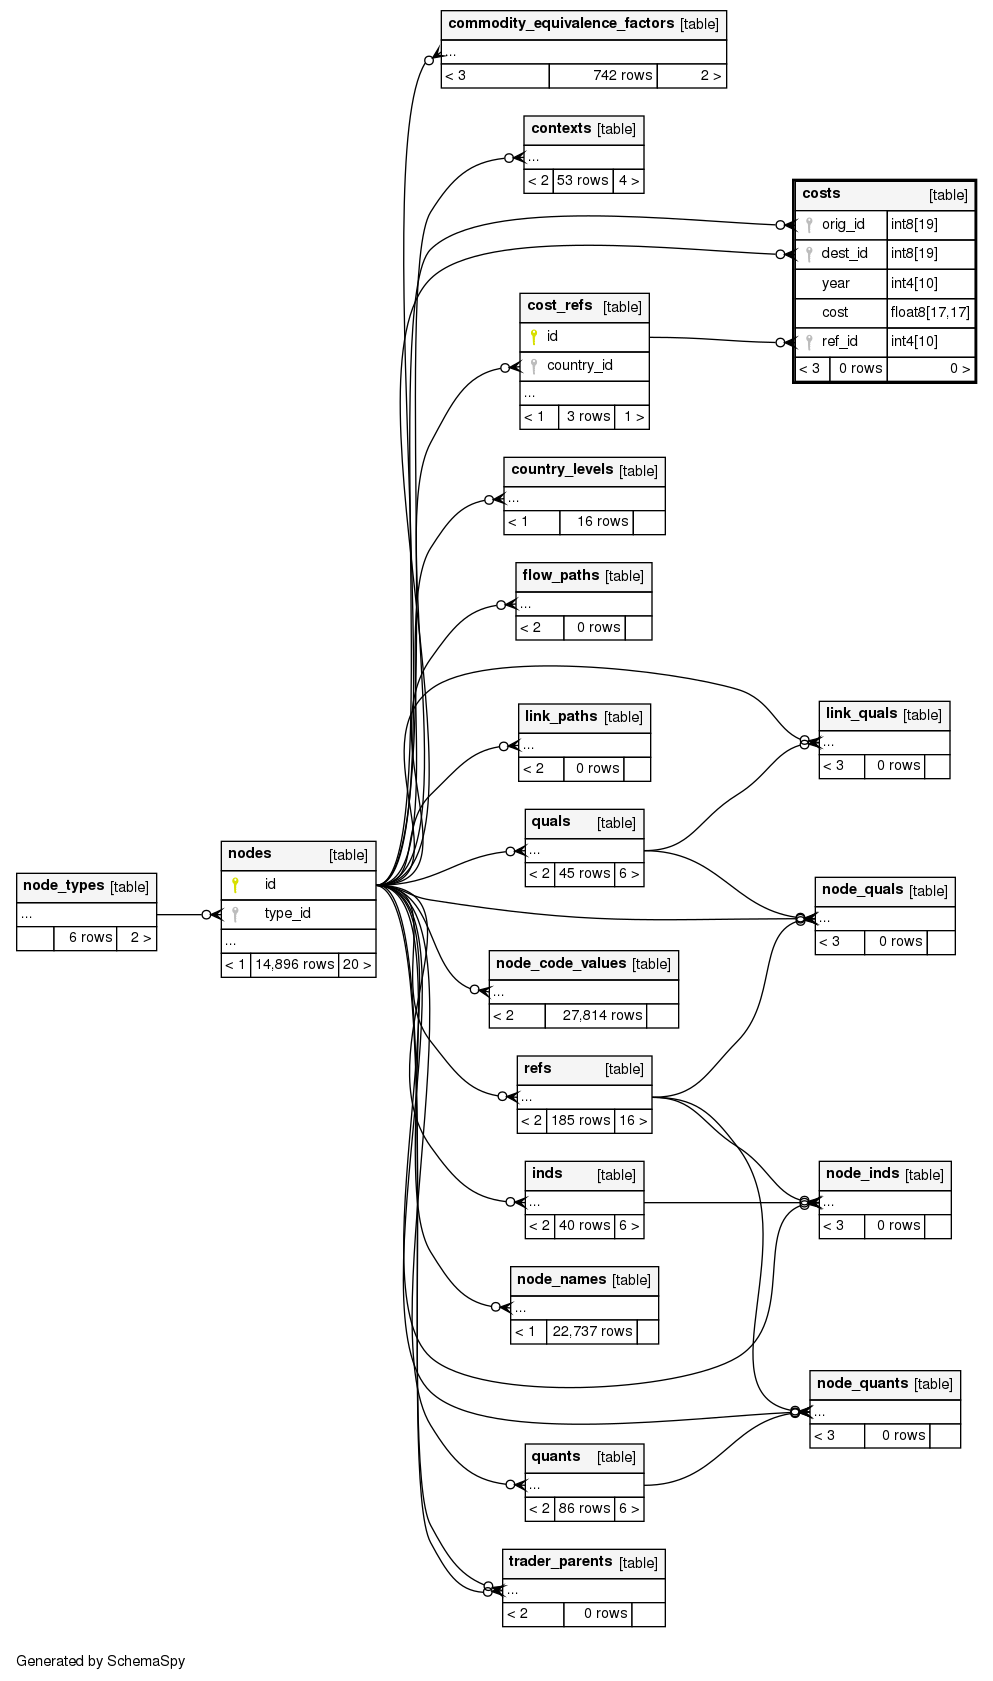 commodity_equivalence_factors [table]
...
< 3 742 rows 2 >
contexts [table]
...
< 2 53 rows 4 >
costs [table]
orig_id int8[19]
dest_id int8[19]
year int4[10]
cost float8[17,17]
ref_id int4[10]
< 3 0 rows 0 >
cost_refs [table]
id
country_id
...
< 1 3 rows 1 >
country_levels [table]
...
< 1 16 rows
flow_paths [table]
...
< 2 0 rows
link_paths [table]
...
< 2 0 rows
link_quals [table]
...
< 3 0 rows
quals [table]
...
< 2 45 rows 6 >
nodes [table]
id
type_id
...
< 1 14,896 rows 20 >
node_types [table]
...
6 rows 2 >
node_quals [table]
...
< 3 0 rows
node_code_values [table]
...
< 2 27,814 rows
refs [table]
...
< 2 185 rows 16 >
inds [table]
...
< 2 40 rows 6 >
node_inds [table]
...
< 3 0 rows
node_names [table]
...
< 1 22,737 rows
node_quants [table]
...
< 3 0 rows
quants [table]
...
< 2 86 rows 6 >
trader_parents [table]
...
< 2 0 rows
Generated by SchemaSpy